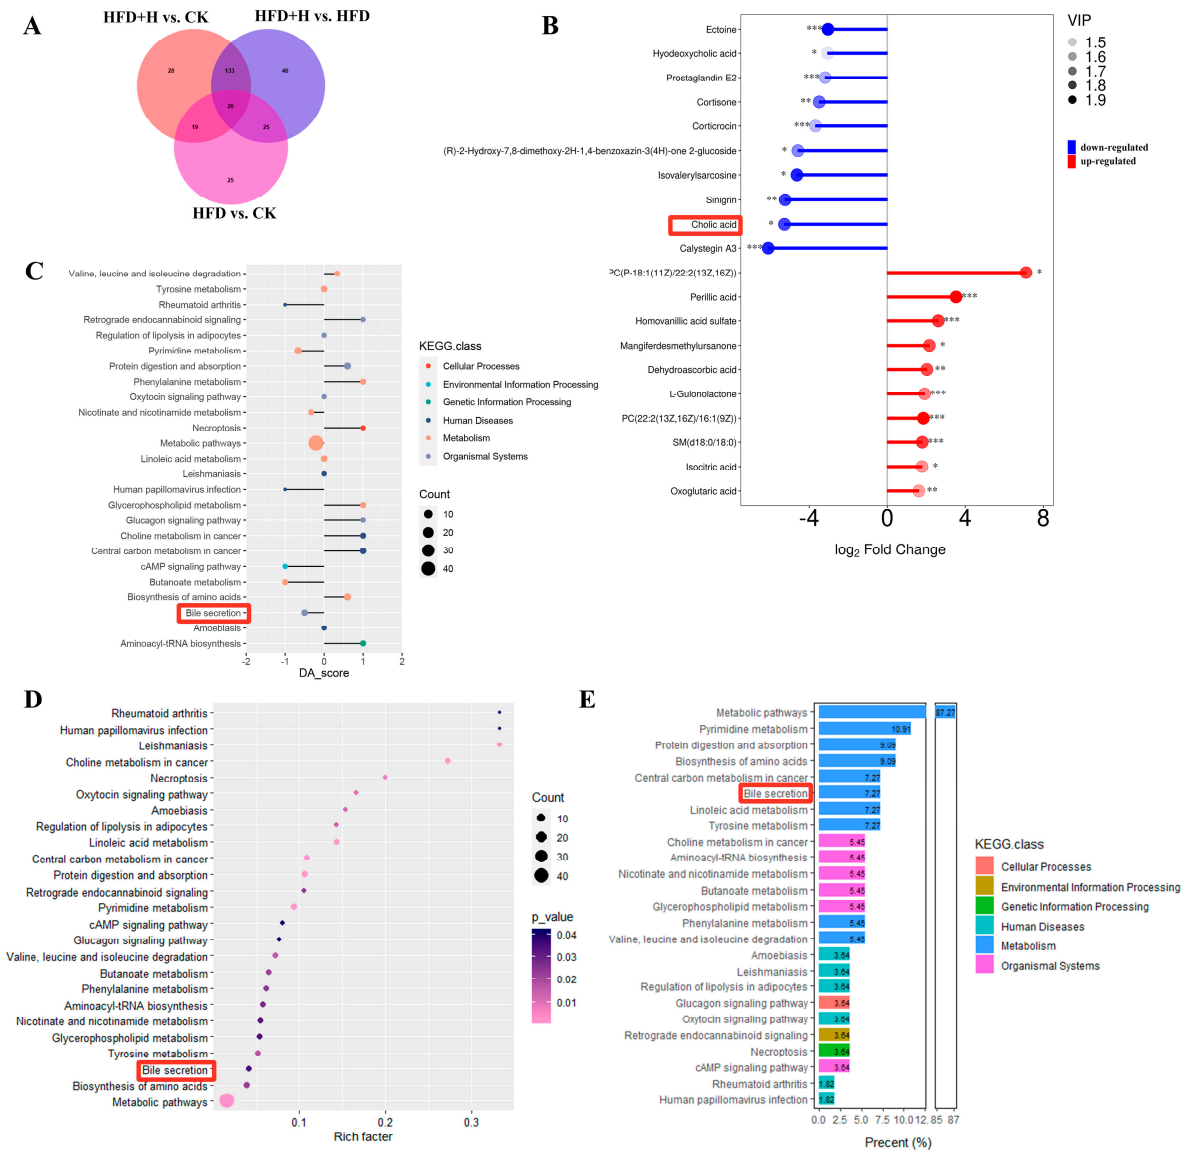 A
HFD+H vs. CK
HFD+H vs. HFD
28
133
46
26
19
25
25
HFD vs. CK
B
Ectoine
***
Hyodeoxycholic acid
*
Prostaglandin E2
***
Cortisone
**
Corticrocin
***
(R)-2-Hydroxy-7,8-dimethoxy-2H-1,4-benzoxazin-3(4H)-one 2-glucoside
*
Isovalerylsarcosine
*
Sinigrin
**
Cholic acid
*
Calystegin A3
***
PC(P-18:1(11Z)/22:2(13Z,16Z))
*
Perillic acid
***
Homovanillic acid sulfate
***
Mangiferdesmethylursanone
*
Dehydroascorbic acid
**
L-Gulonolactone
***
PC(22:2(13Z,16Z)/16:1(9Z))
***
SM(d18:0/18:0)
***
Isocitric acid
*
Oxoglutaric acid
**
-4 0 4 8
log2 Fold Change
VIP
1.5
1.6
1.7
1.8
1.9
down-regulated
up-regulated
C
Valine, leucine and isoleucine degradation
Tyrosine metabolism
Rheumatoid arthritis
Retrograde endocannabinoid signaling
Regulation of lipolysis in adipocytes
Pyrimidine metabolism
Protein digestion and absorption
Phenylalanine metabolism
Oxytocin signaling pathway
Nicotinate and nicotinamide metabolism
Necroptosis
Metabolic pathways
Linoleic acid metabolism
Leishmaniasis
Human papillomavirus infection
Glycerophospholipid metabolism
Glucagon signaling pathway
Choline metabolism in cancer
Central carbon metabolism in cancer
cAMP signaling pathway
Butanoate metabolism
Biosynthesis of amino acids
Bile secretion
Amoebiasis
Aminoacyl-tRNA biosynthesis
-2 -1 0 1 2
DA_score
KEGG.class
Cellular Processes
Environmental Information Processing
Genetic Information Processing
Human Diseases
Metabolism
Organismal Systems
Count
10
20
30
40
D
Rheumatoid arthritis
Human papillomavirus infection
Leishmaniasis
Choline metabolism in cancer
Necroptosis
Oxytocin signaling pathway
Amoebiasis
Regulation of lipolysis in adipocytes
Linoleic acid metabolism
Central carbon metabolism in cancer
Protein digestion and absorption
Retrograde endocannabinoid signaling
Pyrimidine metabolism
cAMP signaling pathway
Glucagon signaling pathway
Valine, leucine and isoleucine degradation
Butanoate metabolism
Phenylalanine metabolism
Aminoacyl-tRNA biosynthesis
Nicotinate and nicotinamide metabolism
Glycerophospholipid metabolism
Tyrosine metabolism
Bile secretion
Biosynthesis of amino acids
Metabolic pathways
0.1 0.2 0.3
Rich facter
Count
10
20
30
40
p_value
0.04
0.03
0.02
0.01
E
Metabolic pathways 87.27
Pyrimidine metabolism 10.91
Protein digestion and absorption 9.09
Biosynthesis of amino acids 9.09
Central carbon metabolism in cancer 7.27
Bile secretion 7.27
Linoleic acid metabolism 7.27
Tyrosine metabolism 7.27
Choline metabolism in cancer 5.45
Aminoacyl-tRNA biosynthesis 5.45
Nicotinate and nicotinamide metabolism 5.45
Butanoate metabolism 5.45
Glycerophospholipid metabolism 5.45
Phenylalanine metabolism 5.45
Valine, leucine and isoleucine degradation 5.45
Amoebiasis 3.64
Leishmaniasis 3.64
Regulation of lipolysis in adipocytes 3.64
Glucagon signaling pathway 3.64
Oxytocin signaling pathway 3.64
Retrograde endocannabinoid signaling 3.64
Necroptosis 3.64
cAMP signaling pathway 3.64
Rheumatoid arthritis 1.82
Human papillomavirus infection 1.82
0.0 2.5 5.0 7.5 10.0 12. 85 87
Precent (%)
KEGG.class
Cellular Processes
Environmental Information Processing
Genetic Information Processing
Human Diseases
Metabolism
Organismal Systems